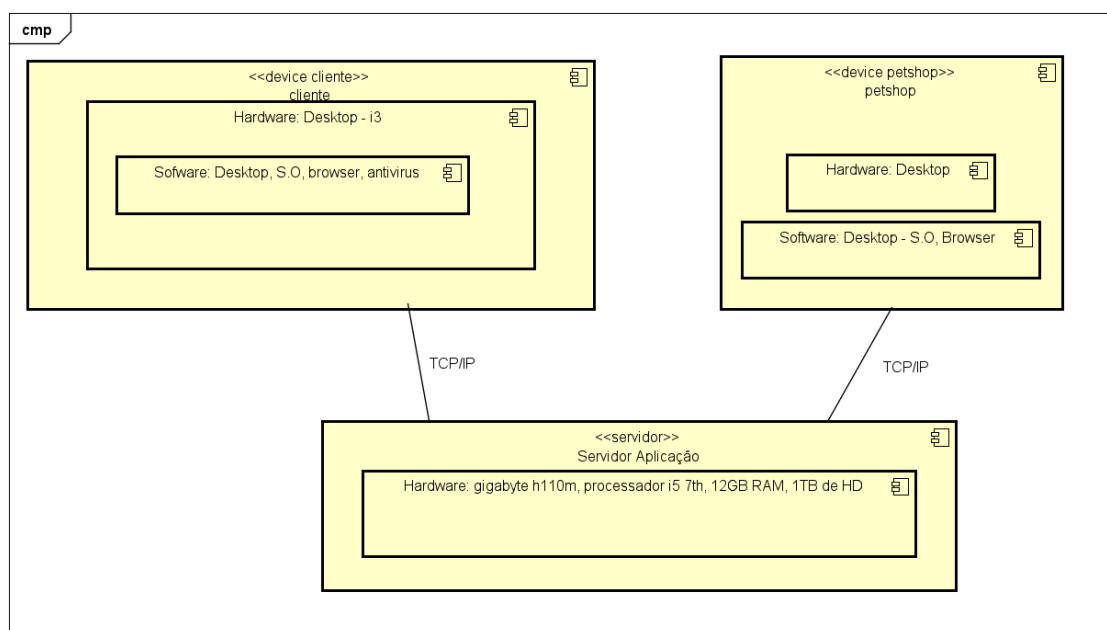 cmp
<<device cliente>>
cliente
Hardware: Desktop - i3
Sofware: Desktop, S.O, browser, antivirus
<<device petshop>>
petshop
Hardware: Desktop
Software: Desktop - S.O, Browser
TCP/IP
TCP/IP
<<servidor>>
Servidor Aplicação
Hardware: gigabyte h110m, processador i5 7th, 12GB RAM, 1TB de HD